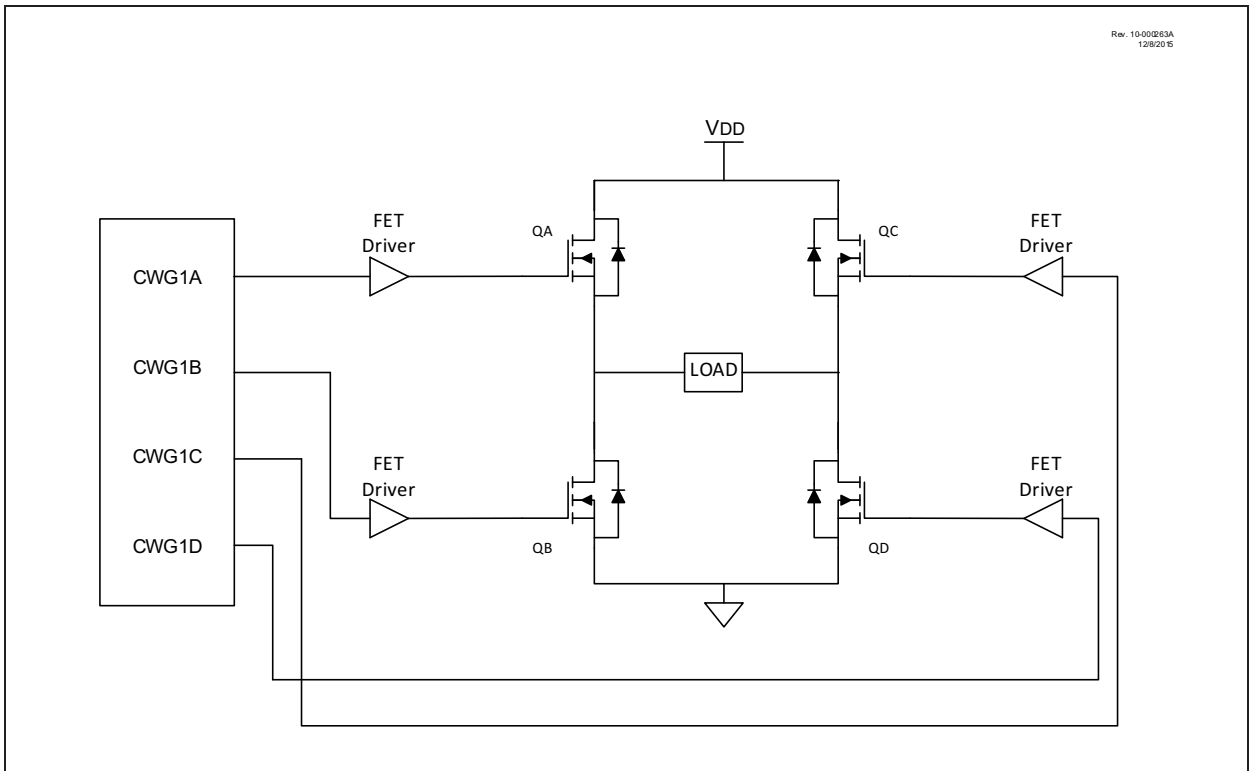 Rev. 10-000263A
12/8/2015
VDD
FET
Driver
QA
QC
FET
Driver
CWG1A
CWG1B
LOAD
CWG1C
FET
Driver
FET
Driver
CWG1D
QB
QD